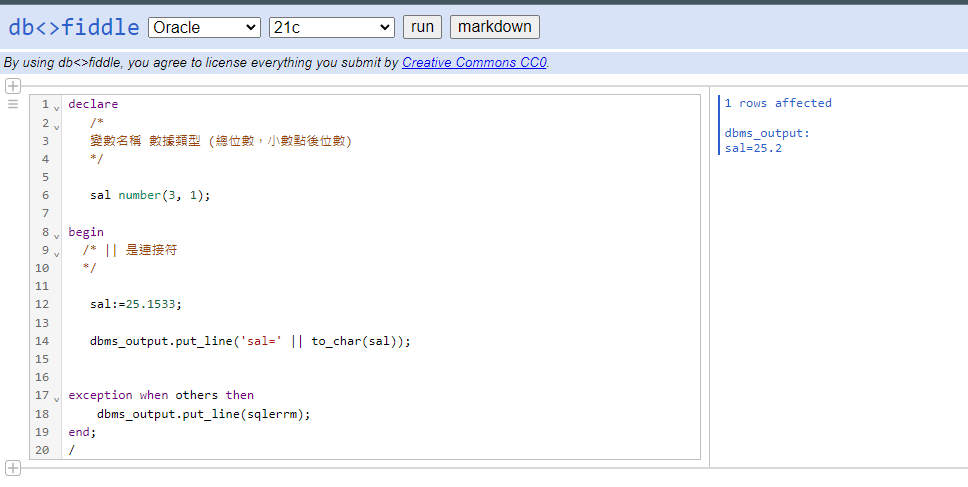 db<>fiddle Oracle 21c run markdown
By using db<>fiddle, you agree to license everything you submit by Creative Commons CC0.
1 declare
2 /*
3 變數名稱 數據類型 (總位數，小數點後位數)
4 */
5
6 sal number(3, 1);
7
8 begin
9 /* || 是連接符
10 */
11
12 sal:=25.1533;
13
14 dbms_output.put_line('sal=' || to_char(sal));
15
16
17 exception when others then
18 dbms_output.put_line(sqlerrm);
19 end;
20 /
1 rows affected
dbms_output:
sal=25.2